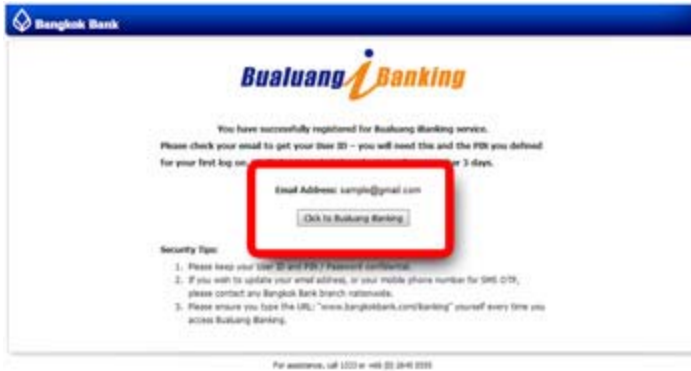 Bangkok Bank
Bualuang iBanking
You have successfully registered for Bualuang iBanking service.
Please check your email to get your User ID – you will need this and the PIN you defined
for your first log on, 3 days.
Email Address: sample@gmail.com
Click to Bualuang iBanking
Security Tips:
1. Please keep your User ID and PIN / Password confidential.
2. If you wish to update your email address, or your mobile phone number for SMS OTP,
please contact any Bangkok Bank branch nationwide.
3. Please ensure you type the URL: "www.bangkokbank.com/ibanking" yourself every time you
access Bualuang iBanking.
For assistance, call 1333 or +66 (0) 2645 5555